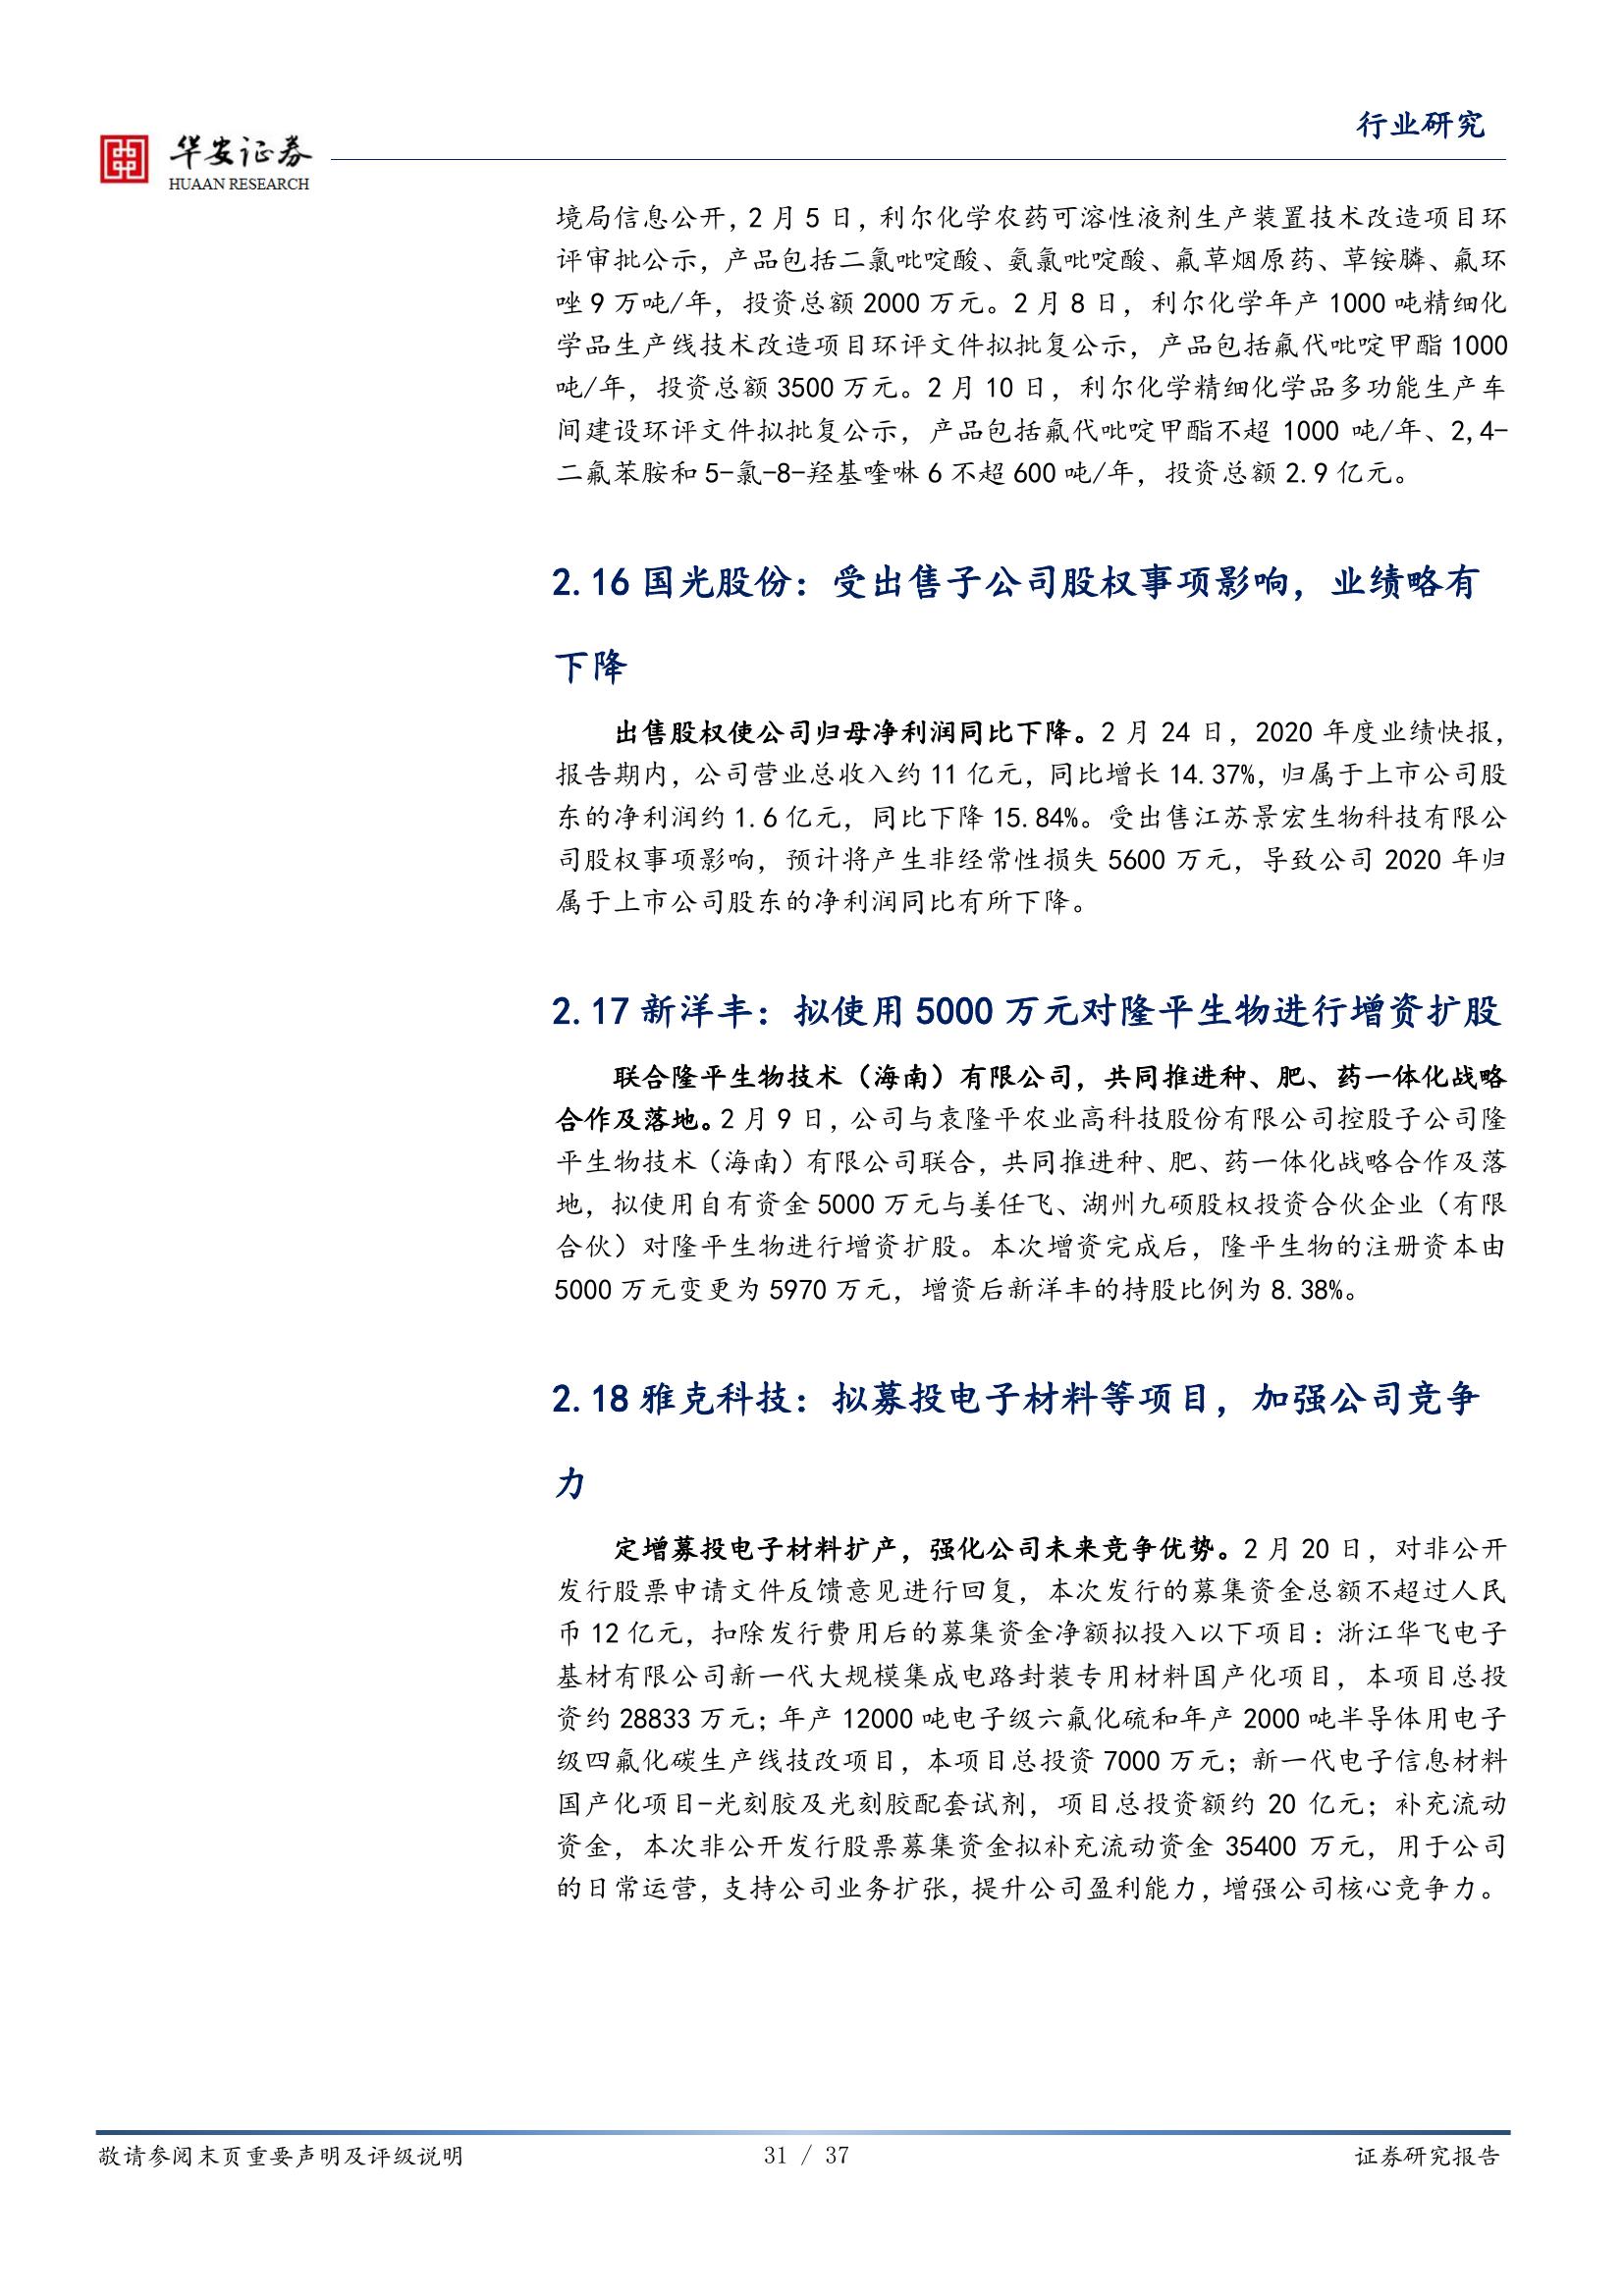 行业研究
华安证券
HUAAN RESEARCH
境局信息公开，2 月 5 日，利尔化学农药可溶性液剂生产装置技术改造项目环
评审批公示，产品包括二氯吡啶酸、氨氯吡啶酸、氟草烟原药、草铵膦、氟环
唑 9 万吨/年，投资总额 2000 万元。2 月 8 日，利尔化学年产 1000 吨精细化
学品生产线技术改造项目环评文件拟批复公示，产品包括氟代吡啶甲酯 1000
吨/年，投资总额 3500 万元。2 月 10 日，利尔化学精细化学品多功能生产车
间建设环评文件拟批复公示，产品包括氟代吡啶甲酯不超 1000 吨/年、2,4-
二氟苯胺和 5-氯-8-羟基喹啉 6 不超 600 吨/年，投资总额 2.9 亿元。
2.16 国光股份：受出售子公司股权事项影响，业绩略有
下降
出售股权使公司归母净利润同比下降。2 月 24 日，2020 年度业绩快报，
报告期内，公司营业总收入约 11 亿元，同比增长 14.37%，归属于上市公司股
东的净利润约 1.6 亿元，同比下降 15.84%。受出售江苏景宏生物科技有限公
司股权事项影响，预计将产生非经常性损失 5600 万元，导致公司 2020 年归
属于上市公司股东的净利润同比有所下降。
2.17 新洋丰：拟使用 5000 万元对隆平生物进行增资扩股
联合隆平生物技术（海南）有限公司，共同推进种、肥、药一体化战略
合作及落地。2 月 9 日，公司与袁隆平农业高科技股份有限公司控股子公司隆
平生物技术（海南）有限公司联合，共同推进种、肥、药一体化战略合作及落
地，拟使用自有资金 5000 万元与姜任飞、湖州九硕股权投资合伙企业（有限
合伙）对隆平生物进行增资扩股。本次增资完成后，隆平生物的注册资本由
5000 万元变更为 5970 万元，增资后新洋丰的持股比例为 8.38%。
2.18 雅克科技：拟募投电子材料等项目，加强公司竞争
力
定增募投电子材料扩产，强化公司未来竞争优势。2 月 20 日，对非公开
发行股票申请文件反馈意见进行回复，本次发行的募集资金总额不超过人民
币 12 亿元，扣除发行费用后的募集资金净额拟投入以下项目：浙江华飞电子
基材有限公司新一代大规模集成电路封装专用材料国产化项目，本项目总投
资约 28833 万元；年产 12000 吨电子级六氟化硫和年产 2000 吨半导体用电子
级四氟化碳生产线技改项目，本项目总投资 7000 万元；新一代电子信息材料
国产化项目-光刻胶及光刻胶配套试剂，项目总投资额约 20 亿元；补充流动
资金，本次非公开发行股票募集资金拟补充流动资金 35400 万元，用于公司
的日常运营，支持公司业务扩张，提升公司盈利能力，增强公司核心竞争力。
敬请参阅末页重要声明及评级说明
31 / 37
证券研究报告